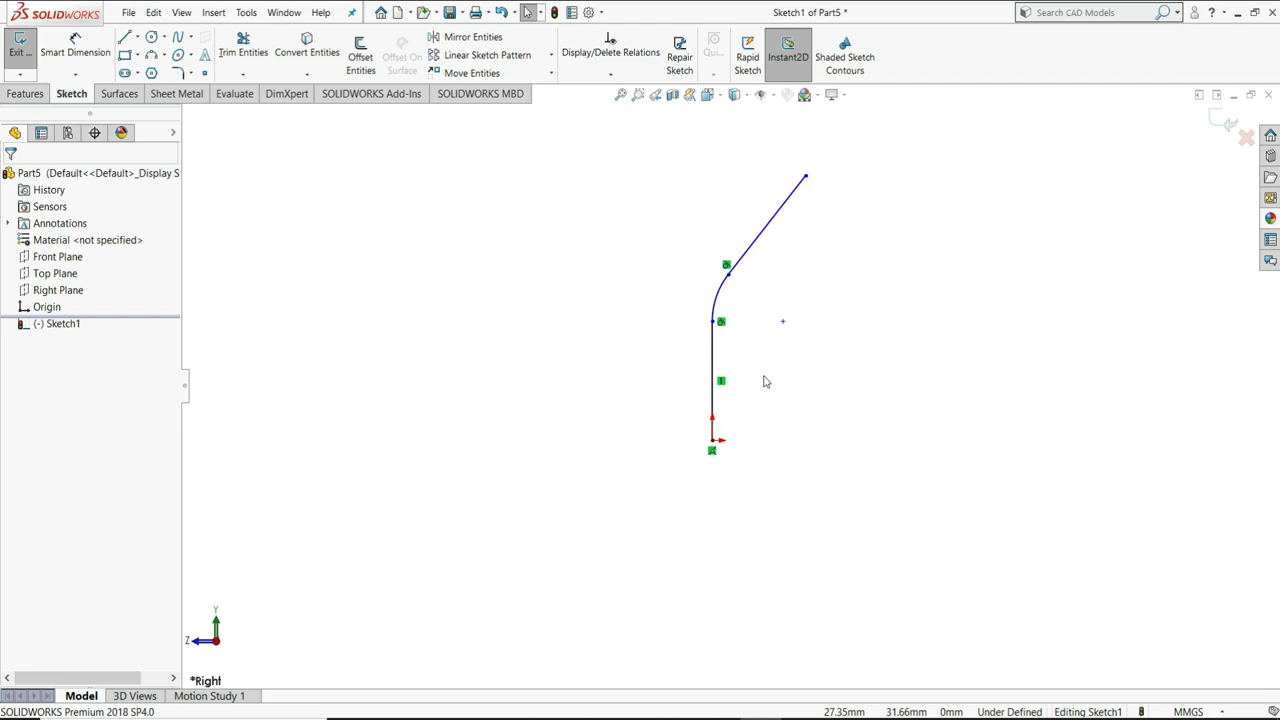 SOLIDWORKS File Edit View Insert Tools Window Help Sketch1 of Part5 * Search CAD Models ?
Exit ... Smart Dimension Trim Entities Convert Entities Offset Entities Offset On Surface Mirror Entities Linear Sketch Pattern Move Entities Display/Delete Relations Repair Sketch Qui... Rapid Sketch Instant2D Shaded Sketch Contours
Features Sketch Surfaces Sheet Metal Evaluate DimXpert SOLIDWORKS Add-Ins SOLIDWORKS MBD
Part5 (Default<<Default>_Display S
History
Sensors
Annotations
Material <not specified>
Front Plane
Top Plane
Right Plane
Origin
(-) Sketch1
Y
Z
*Right
Model 3D Views Motion Study 1
SOLIDWORKS Premium 2018 SP4.0 27.35mm 31.66mm 0mm Under Defined Editing Sketch1 MMGS